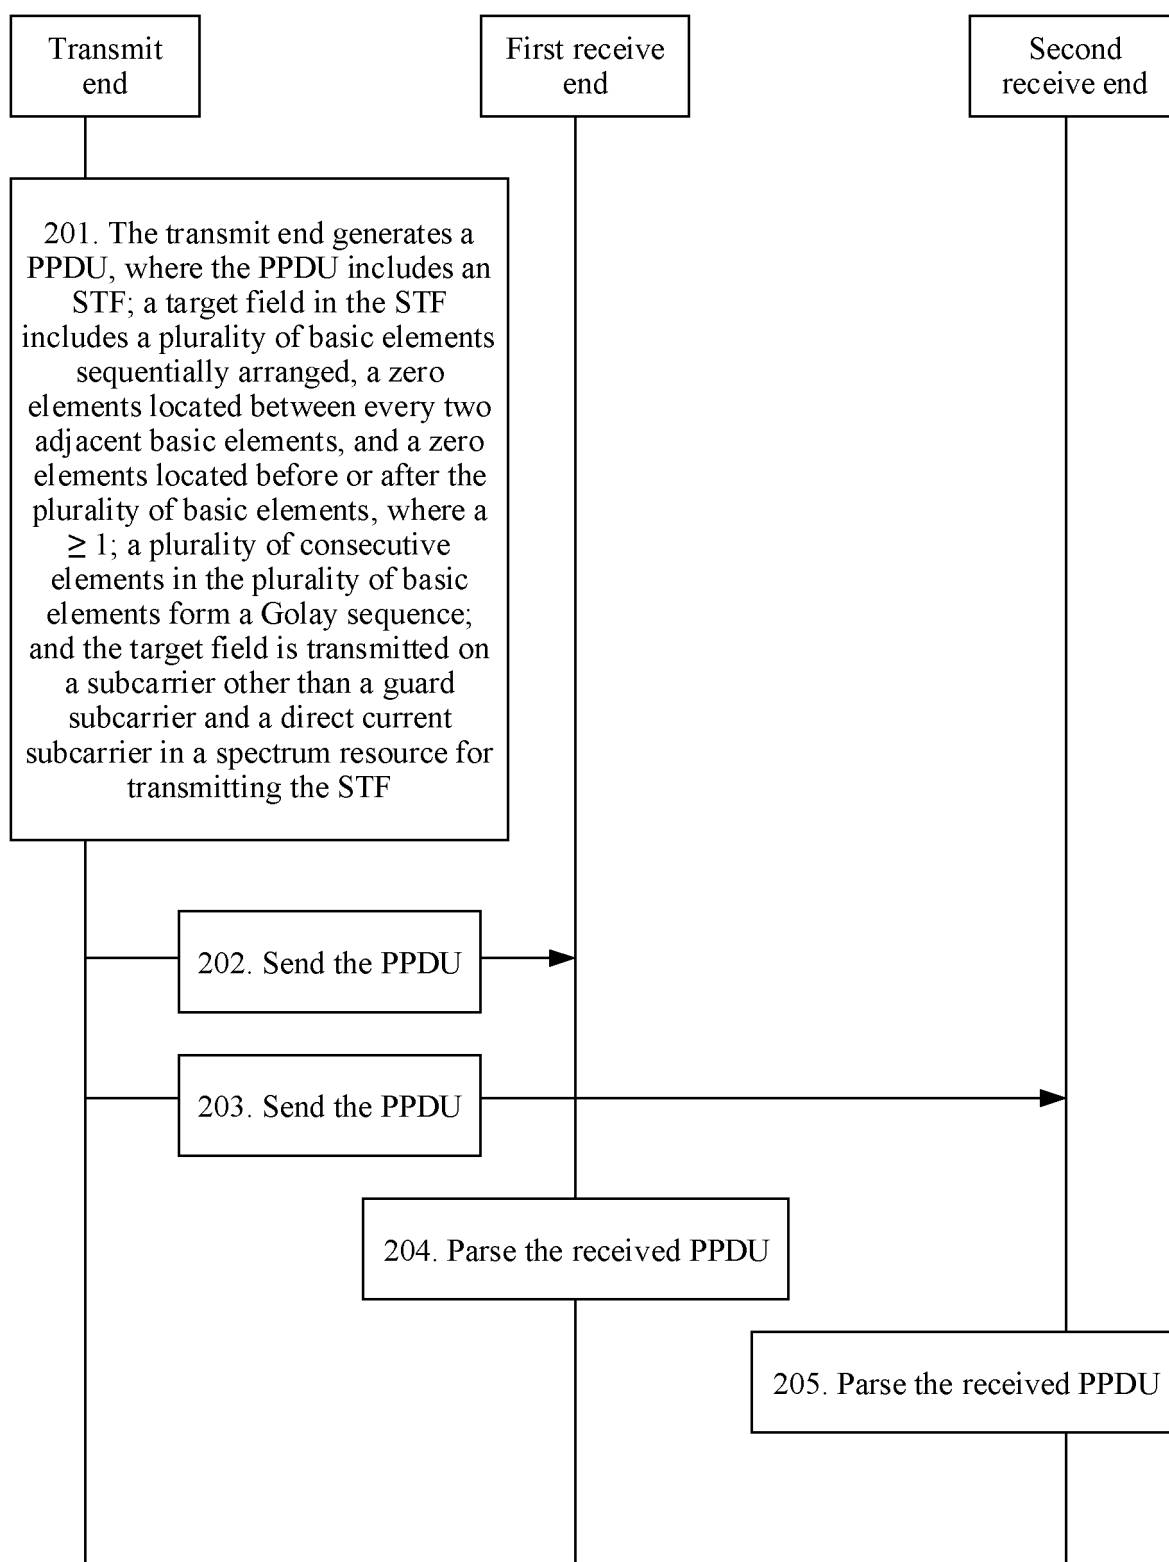 Transmit
end
First receive
end
Second
receive end
201. The transmit end generates a
PPDU, where the PPDU includes an
STF; a target field in the STF
includes a plurality of basic elements
sequentially arranged, a zero
elements located between every two
adjacent basic elements, and a zero
elements located before or after the
plurality of basic elements, where a
≥ 1; a plurality of consecutive
elements in the plurality of basic
elements form a Golay sequence;
and the target field is transmitted on
a subcarrier other than a guard
subcarrier and a direct current
subcarrier in a spectrum resource for
transmitting the STF
202. Send the PPDU
203. Send the PPDU
204. Parse the received PPDU
205. Parse the received PPDU